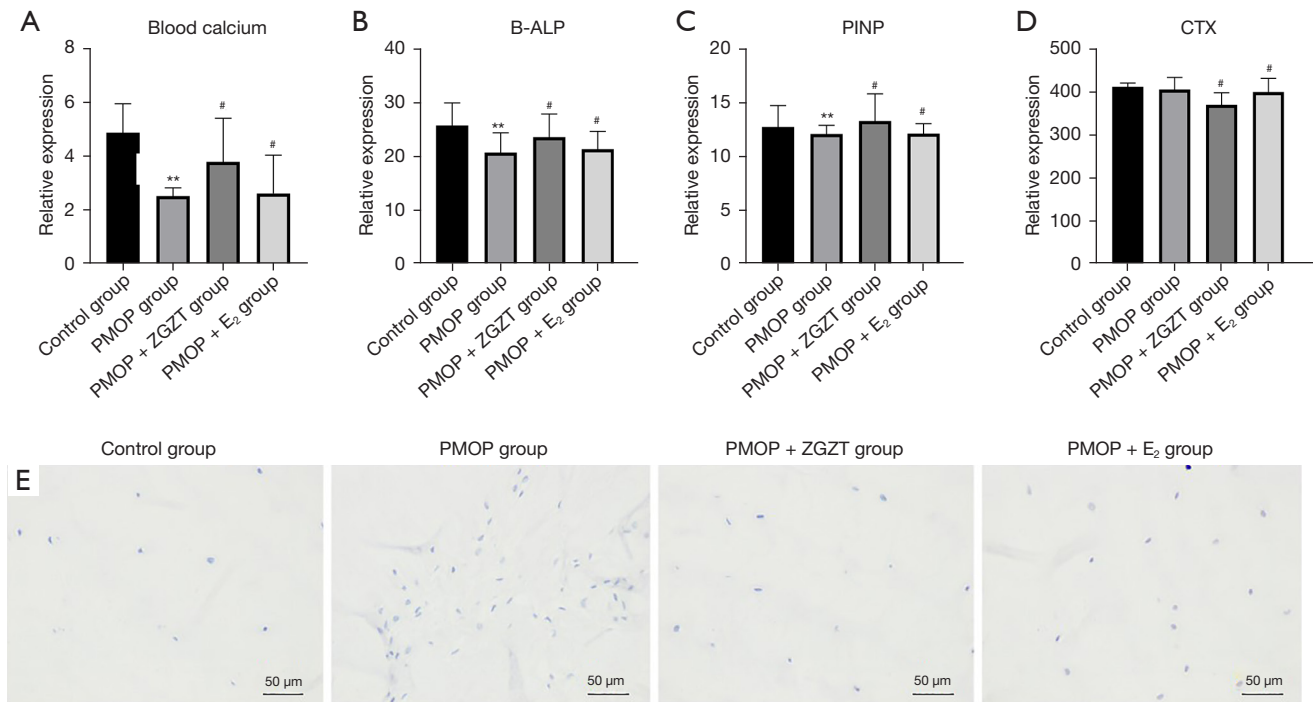 A
Blood calcium
Relative expression
8
6
4
2
0
**
#
#
Control group
PMOP group
PMOP + ZGZT group
PMOP + E₂ group
B
B-ALP
Relative expression
40
30
20
10
0
**
#
#
Control group
PMOP group
PMOP + ZGZT group
PMOP + E₂ group
C
PINP
Relative expression
20
15
10
5
0
**
#
#
Control group
PMOP group
PMOP + ZGZT group
PMOP + E₂ group
D
CTX
Relative expression
500
400
300
200
100
0
#
#
Control group
PMOP group
PMOP + ZGZT group
PMOP + E₂ group
E
Control group
PMOP group
PMOP + ZGZT group
PMOP + E₂ group
50 µm
50 µm
50 µm
50 µm